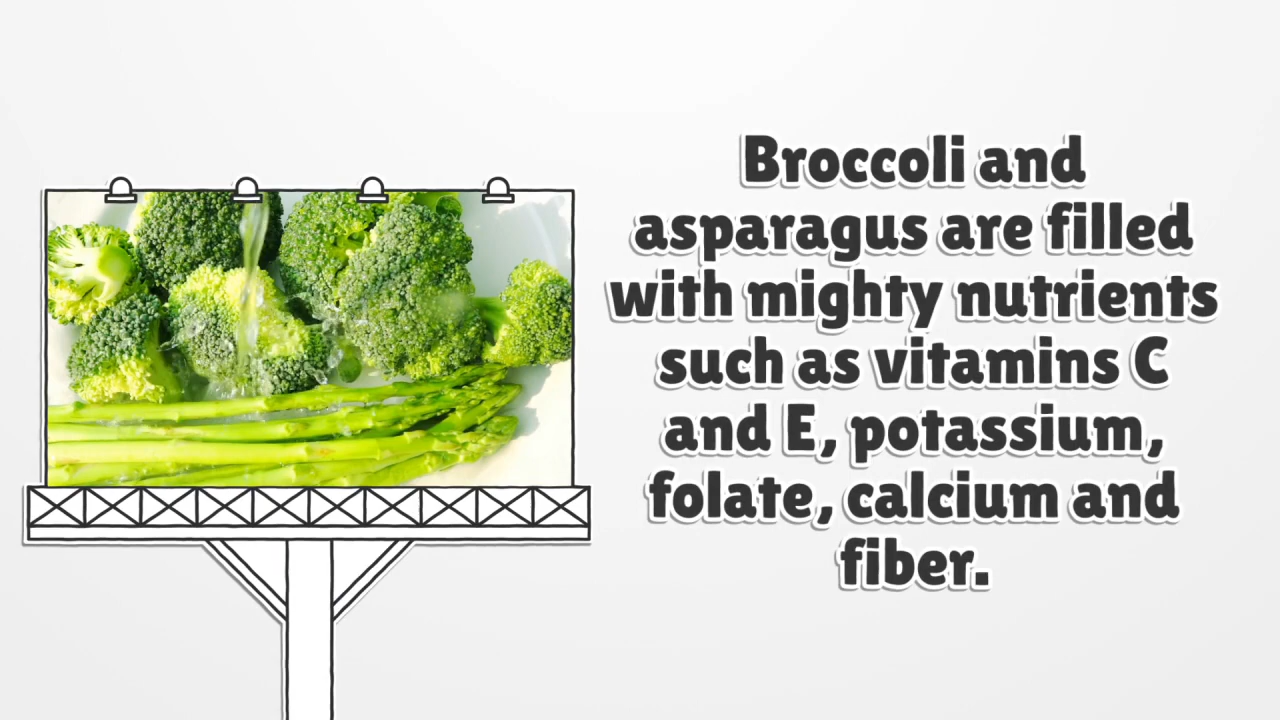 Broccoli and
asparagus are filled
with mighty nutrients
such as vitamins C
and E, potassium,
folate, calcium and
fiber.